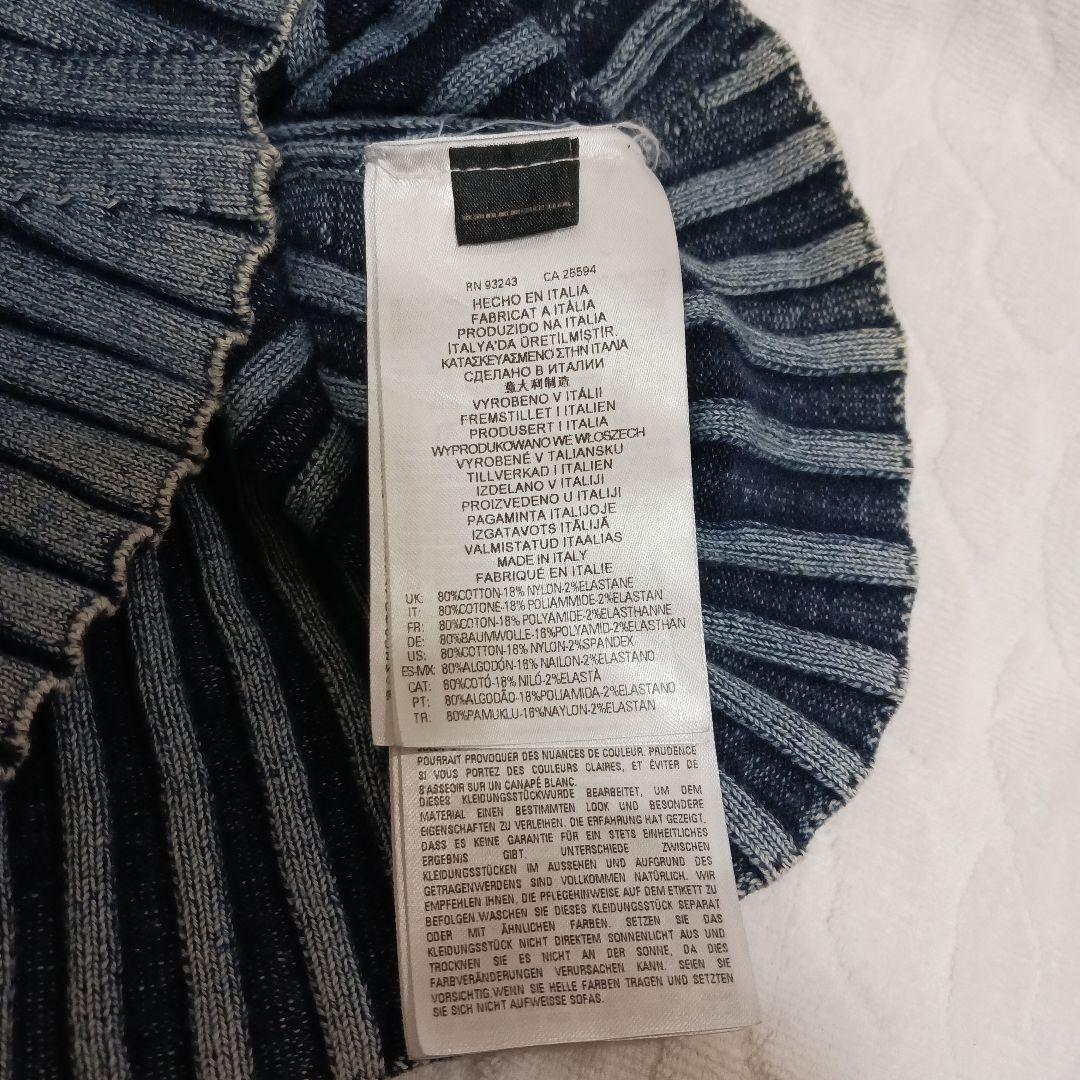 RN 93243 CA 25594
HECHO EN ITALIA
FABRICAT A ITÀLIA
PRODUZIDO NA ITALIA
İTALYA'DA ÜRETİLMİŞTİR.
ΚΑΤΑΣΚΕΥΑΣΜΕΝΟ ΣΤΗΝ ΙΤΑΛΙΑ
СДЕЛАНО В ИТАЛИИ
意大利制造
VYROBENO V ITÁLII
FREMSTILLET I ITALIEN
PRODUSERT I ITALIA
WYPRODUKOWANO WE WŁOSZECH
VYROBENÉ V TALIANSKU
TILLVERKAD I ITALIEN
IZDELANO V ITALIJI
PROIZVEDENO U ITALIJI
PAGAMINTA ITALIJOJE
IZGATAVOTS ITĀLIJĀ
VALMISTATUD ITAALIAS
MADE IN ITALY
FABRIQUÉ EN ITALIE
UK: 80%COTTON-18% NYLON-2%ELASTANE
IT: 80%COTONE-18% POLIAMMIDE-2%ELASTAN
FR: 80%COTON-18% POLYAMIDE-2%ELASTHANNE
DE: 80%BAUMWOLLE-18%POLYAMID-2%ELASTHAN
US: 80%COTTON-18% NYLON-2%SPANDEX
ES-MX: 80%ALGODÓN-18% NAILON-2%ELASTANO
CAT: 80%COTÓ-18% NILÓ-2%ELASTÀ
PT: 80%ALGODÃO-18%POLIAMIDA-2%ELASTANO
TR: 80%PAMUKLU-18%NAYLON-2%ELASTAN
POURRAIT PROVOQUER DES NUANCES DE COULEUR. PRUDENCE
SI VOUS PORTEZ DES COULEURS CLAIRES, ET ÉVITER DE
S'ASSEOIR SUR UN CANAPÉ BLANC.
DIESES KLEIDUNGSSTÜCKWURDE BEARBEITET, UM DEM
MATERIAL EINEN BESTIMMTEN LOOK UND BESONDERE
EIGENSCHAFTEN ZU VERLEIHEN. DIE ERFAHRUNG HAT GEZEIGT,
DASS ES KEINE GARANTIE FÜR EIN STETS EINHEITLICHES
ERGEBNIS GIBT. UNTERSCHIEDE ZWISCHEN
KLEIDUNGSSTÜCKEN IM AUSSEHEN UND AUFGRUND DES
GETRAGENWERDENS SIND VOLLKOMMEN NATÜRLICH. WIR
EMPFEHLEN IHNEN, DIE PFLEGEHINWEISE AUF DEM ETIKETT ZU
BEFOLGEN.WASCHEN SIE DIESES KLEIDUNGSSTÜCK SEPARAT
ODER MIT ÄHNLICHEN FARBEN. SETZEN SIE DAS
KLEIDUNGSSTÜCK NICHT DIREKTEM SONNENLICHT AUS UND
TROCKNEN SIE ES NICHT AN DER SONNE, DA DIES
FARBVERÄNDERUNGEN VERURSACHEN KANN. SEIEN SIE
VORSICHTIG,WENN SIE HELLE FARBEN TRAGEN UND SETZTEN
SIE SICH NICHT AUFWEISSE SOFAS.